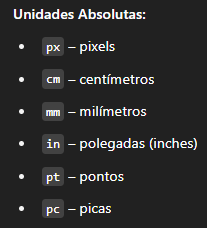 Unidades Absolutas:
• px – pixels
• cm – centímetros
• mm – milímetros
• in – polegadas (inches)
• pt – pontos
• pc – picas